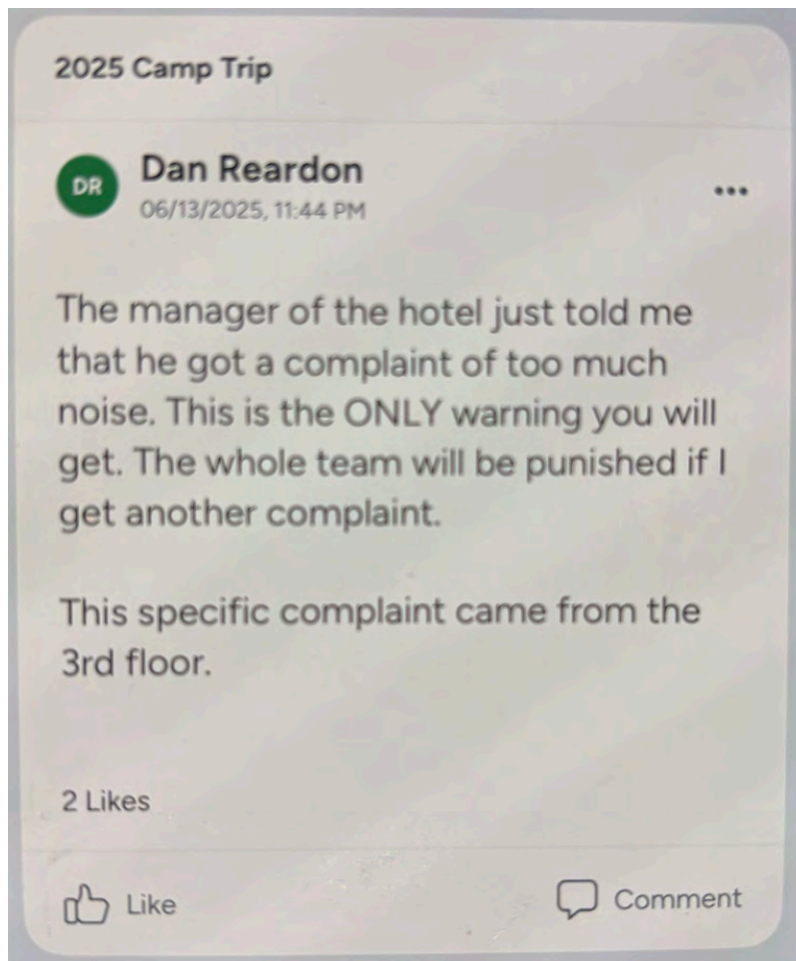 2025 Camp Trip
DR
Dan Reardon
06/13/2025, 11:44 PM
The manager of the hotel just told me
that he got a complaint of too much
noise. This is the ONLY warning you will
get. The whole team will be punished if I
get another complaint.
This specific complaint came from the
3rd floor.
2 Likes
Like
Comment